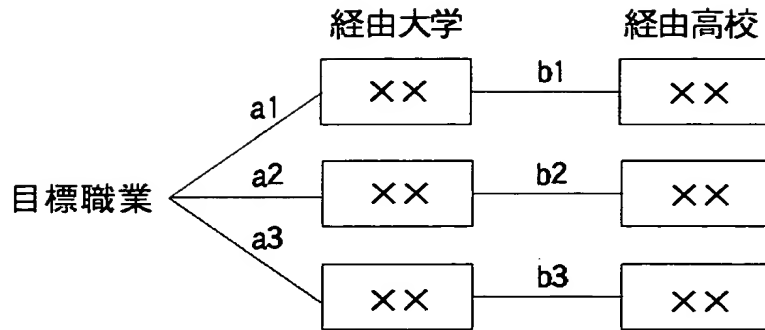 経由大学 経由高校
×× b1 ××
a1
目標職業 a2 ×× b2 ××
a3
×× b3 ××